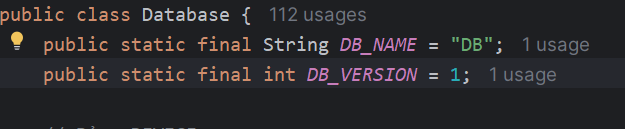 public class Database {  112 usages
public static final String DB_NAME = "DB";  1 usage
public static final int DB_VERSION = 1;  1 usage